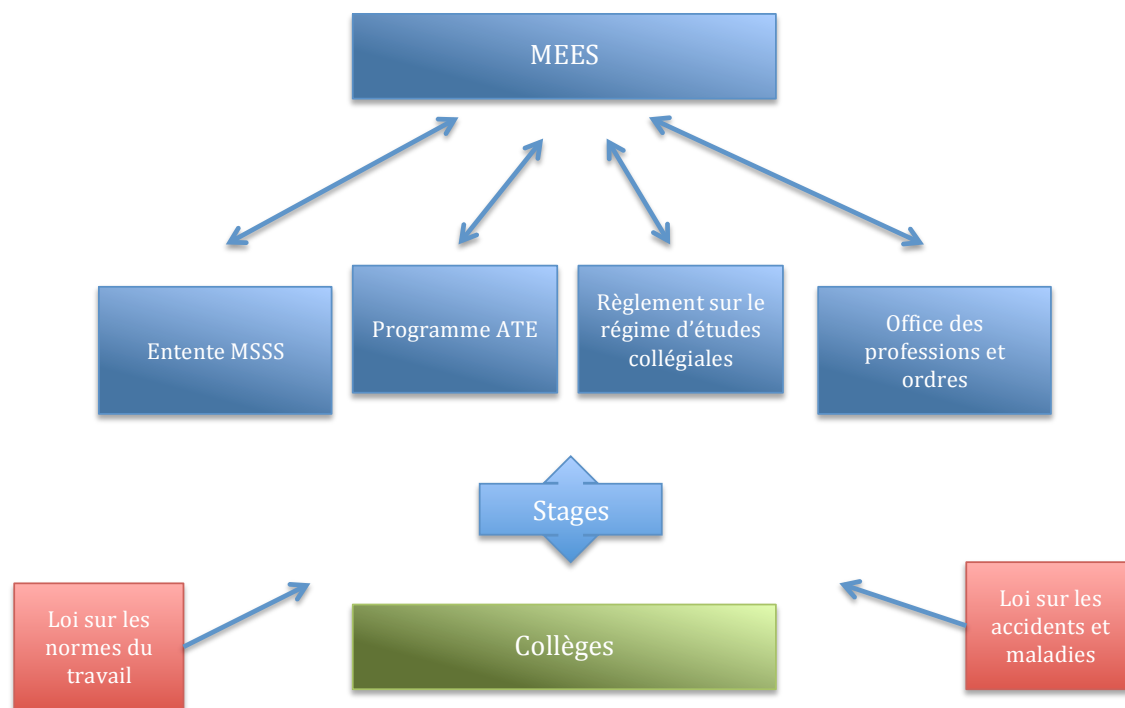 MEES
Entente MSSS
Programme ATE
Règlement sur le
régime d’études
collégiales
Office des
professions et
ordres
Stages
Loi sur les
normes du
travail
Collèges
Loi sur les
accidents et
maladies